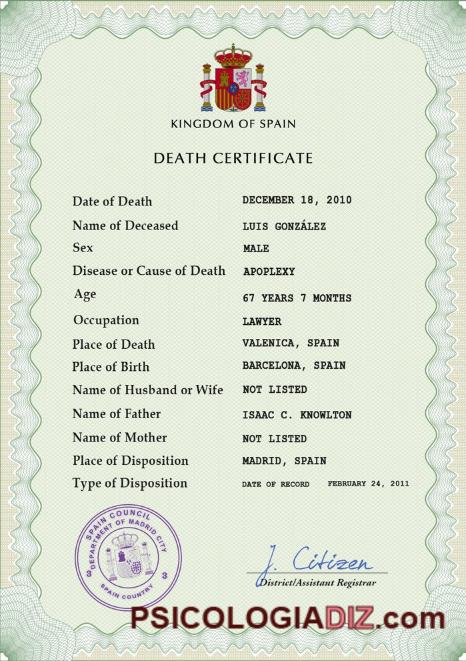 KINGDOM OF SPAIN
DEATH CERTIFICATE
Date of Death DECEMBER 18, 2010
Name of Deceased LUIS GONZÁLEZ
Sex MALE
Disease or Cause of Death APOPLEXY
Age 67 YEARS 7 MONTHS
Occupation LAWYER
Place of Death VALENICA, SPAIN
Place of Birth BARCELONA, SPAIN
Name of Husband or Wife NOT LISTED
Name of Father ISAAC C. KNOWLTON
Name of Mother NOT LISTED
Place of Disposition MADRID, SPAIN
Type of Disposition DATE OF RECORD FEBRUARY 24, 2011
SPAIN COUNCIL
DEPARTMENT OF MADRID CITY
3 3
SPAIN COUNTRY
J. Citizen
District/Assistant Registrar
PSICOLOGIADIZ.com